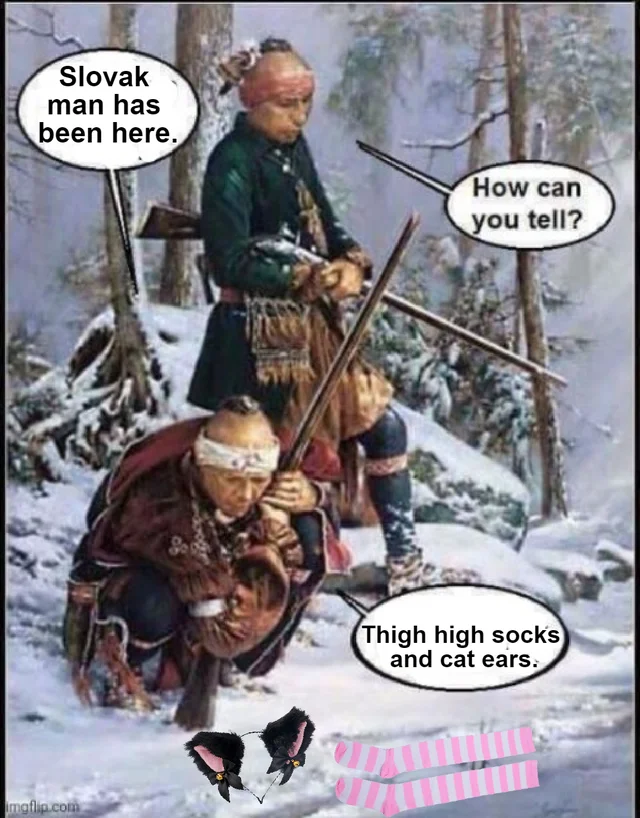 Slovak
man has
been here.
How can
you tell?
Thigh high socks
and cat ears.
imgflip.com